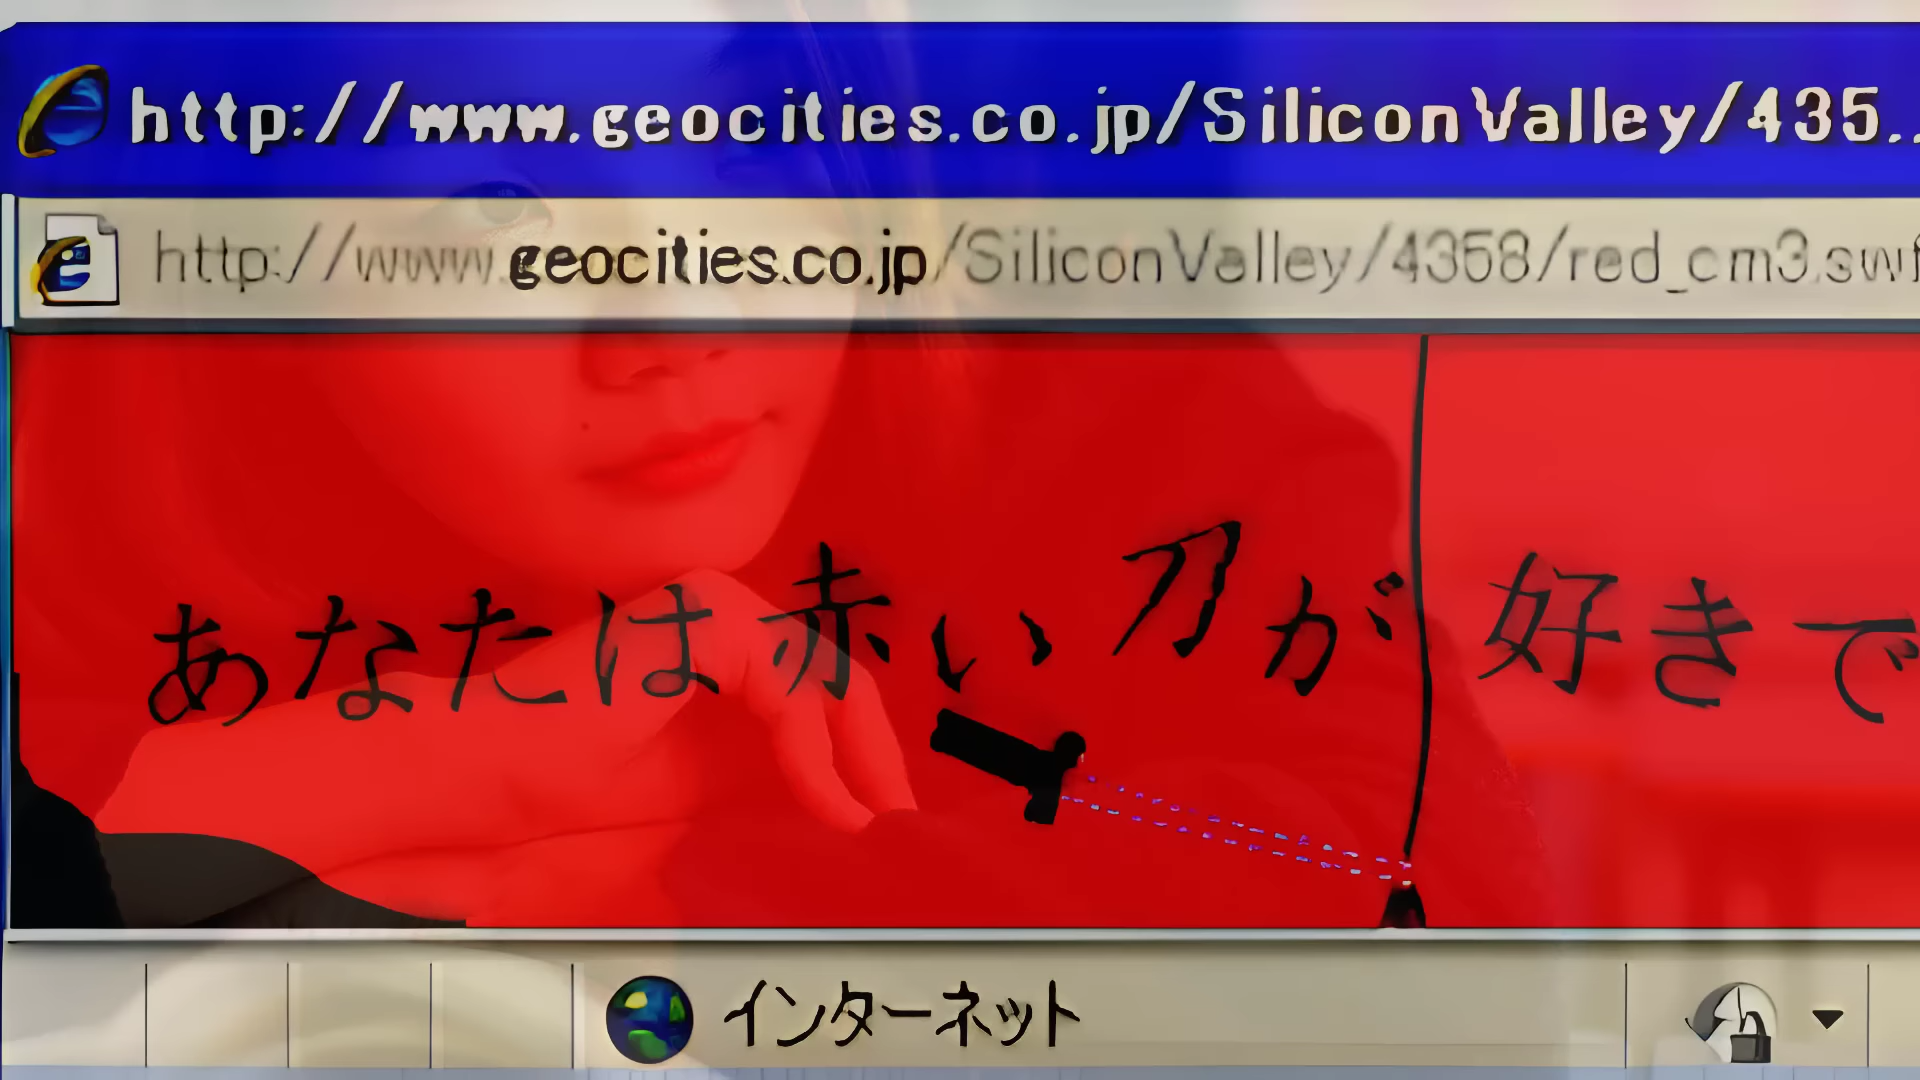 http://www.geocities.co.jp/SiliconValley/435..
http://www.geocities.co.jp/SiliconValley/4358/red_cm3.swf
あなたは赤い刀が好きで
インターネット